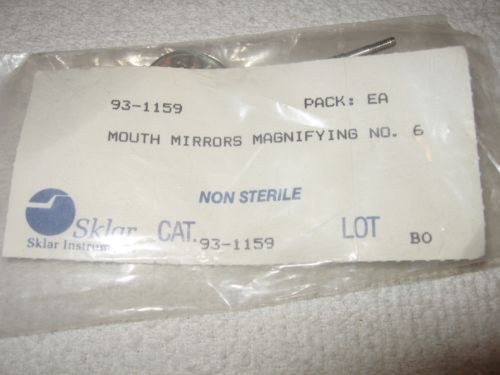 93-1159 PACK: EA
MOUTH MIRRORS MAGNIFYING NO. 6
NON STERILE
Sklar CAT. 93-1159 LOT BO
Sklar Instrum